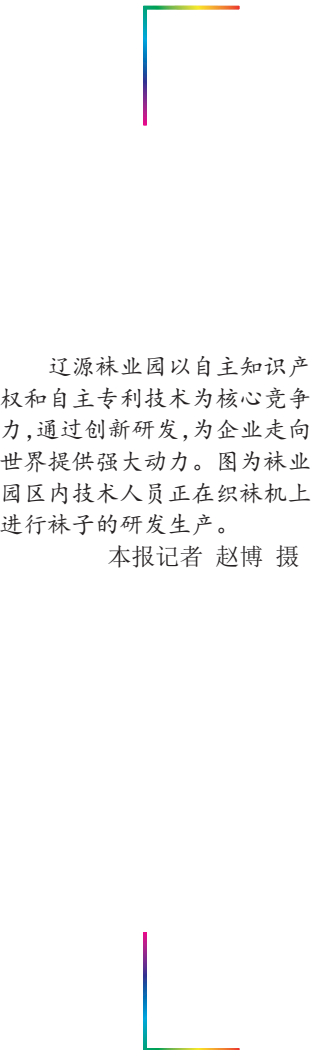 辽源袜业园以自主知识产
权和自主专利技术为核心竞争
力,通过创新研发,为企业走向
世界提供强大动力。图为袜业
园区内技术人员正在织袜机上
进行袜子的研发生产。
本报记者 赵博 摄